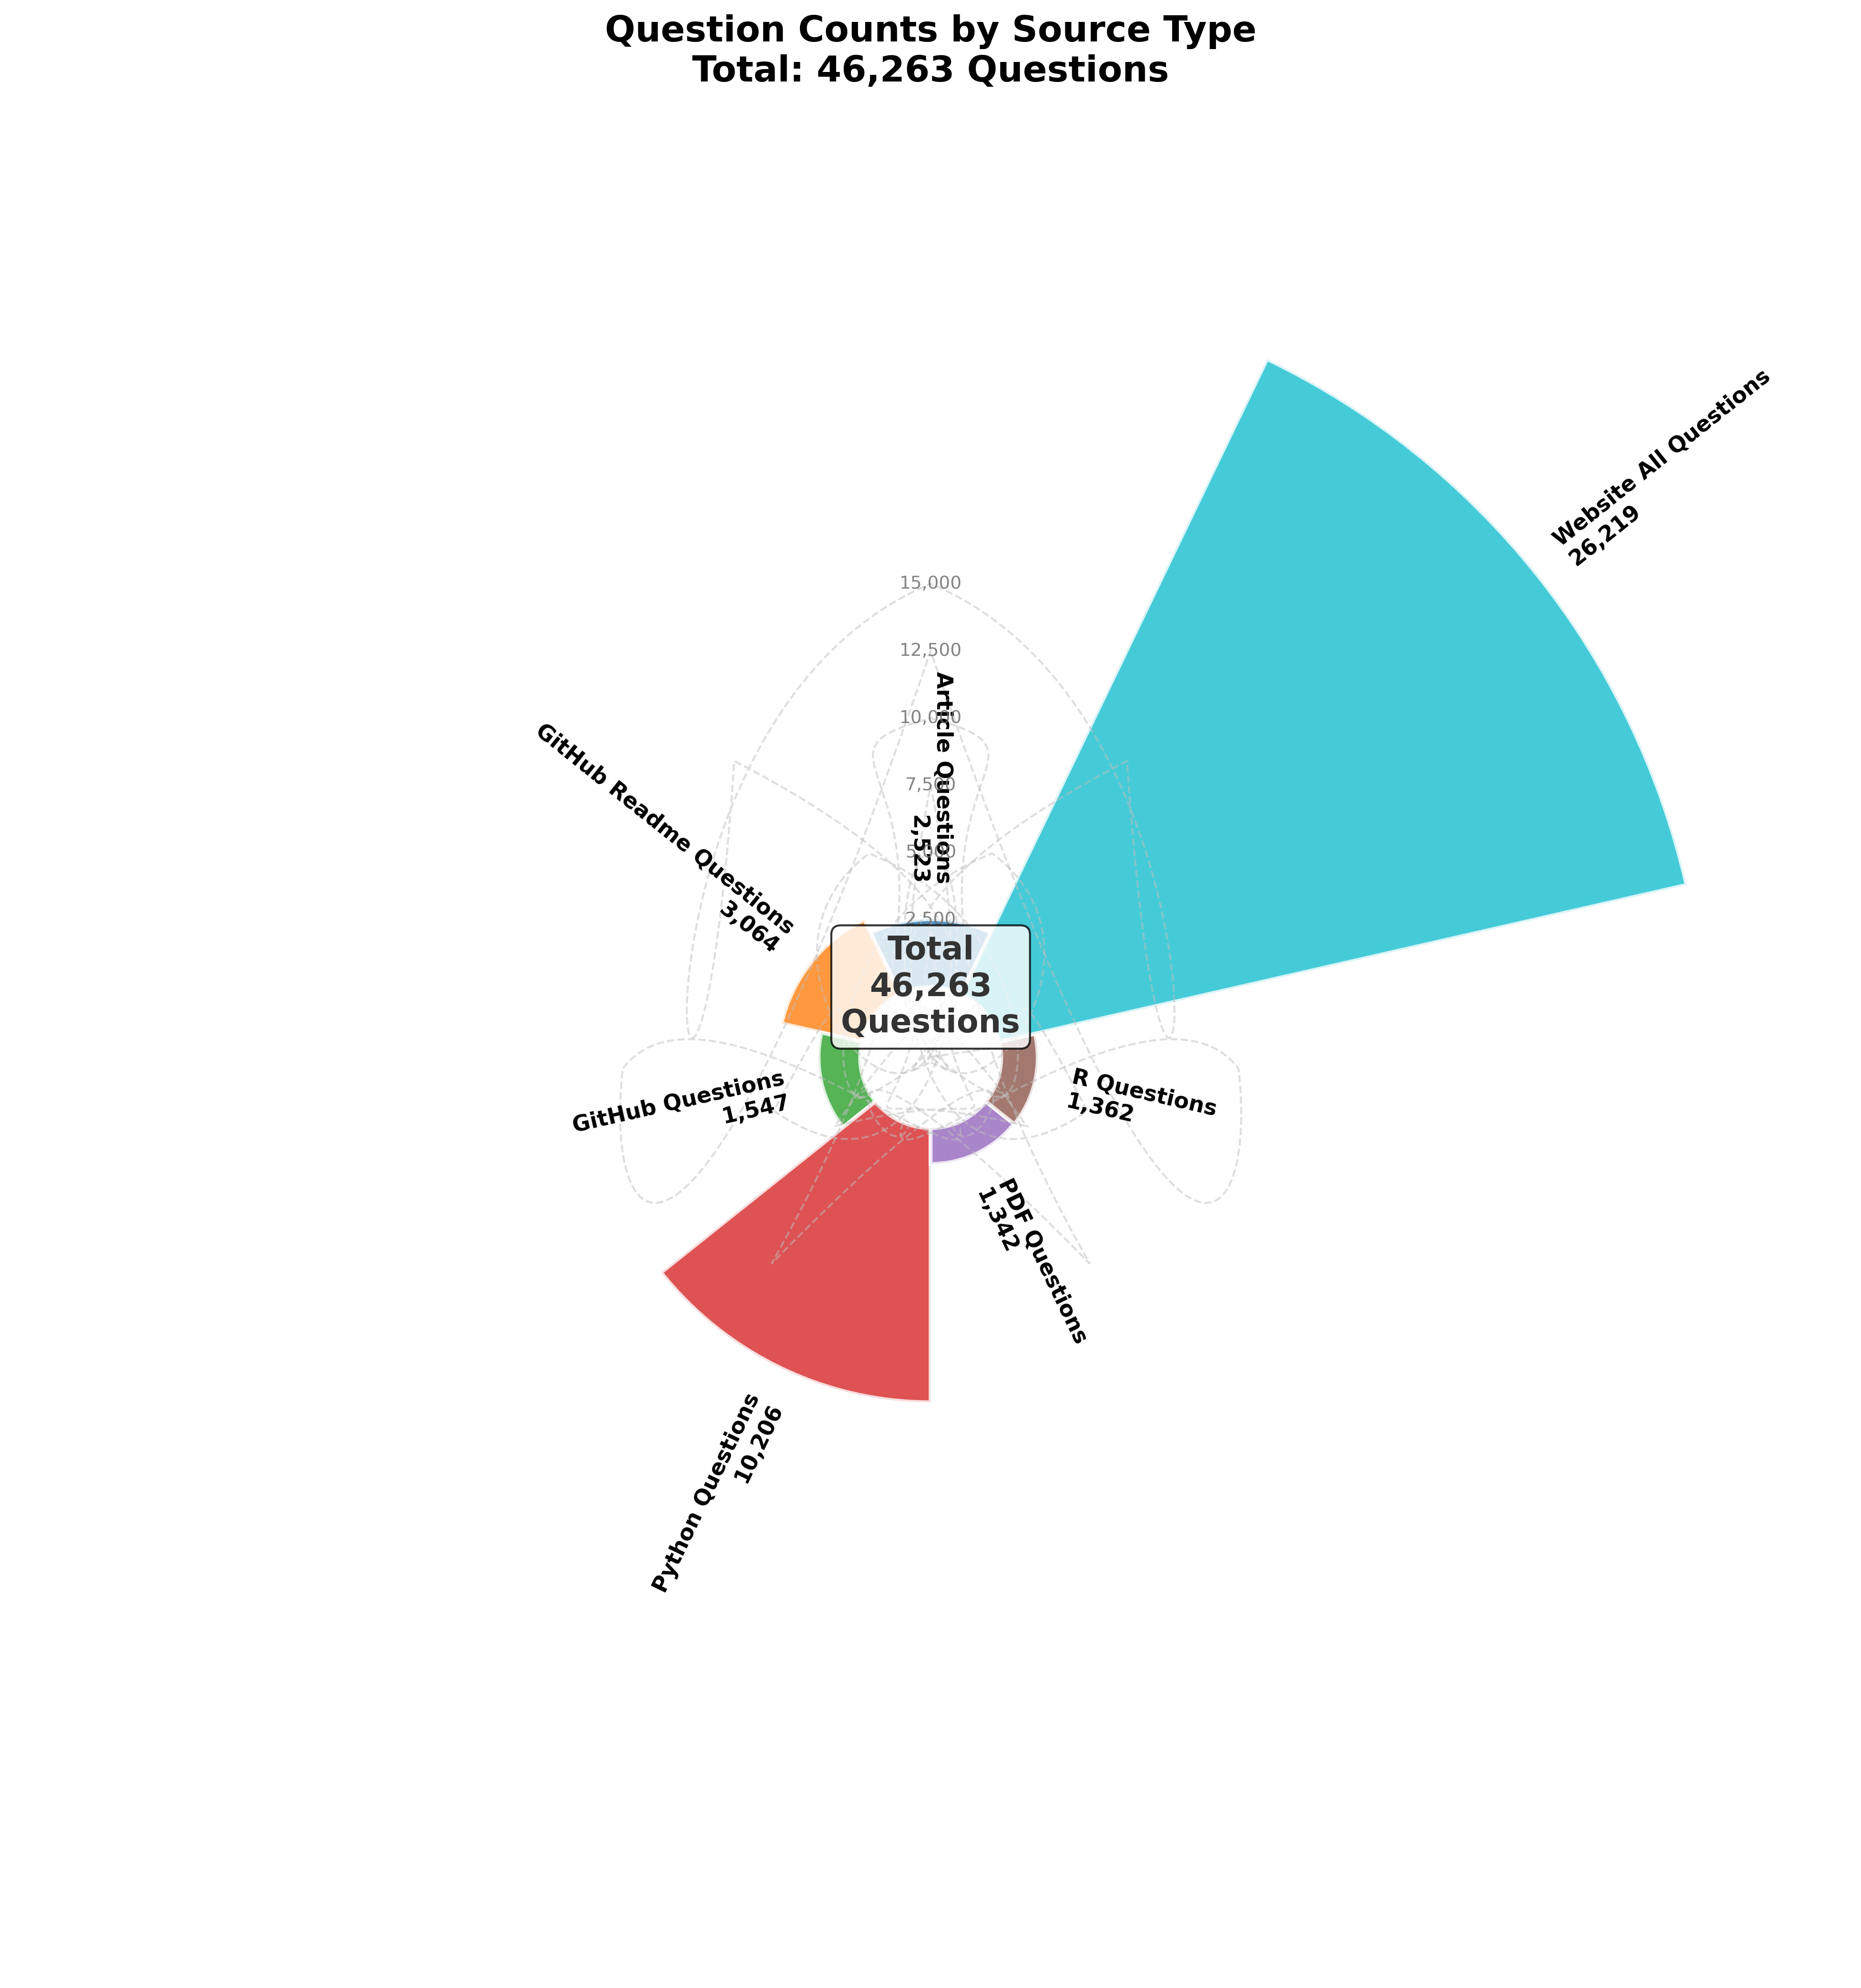 Question Counts by Source Type
Total: 46,263 Questions
Website All Questions
26,219
15,000
12,500
10,000
7,500
5,000
2,500
Article Questions
2,523
GitHub Readme Questions
3,064
Total
46,263
Questions
GitHub Questions
1,547
R Questions
1,362
PDF Questions
1,342
Python Questions
10,206